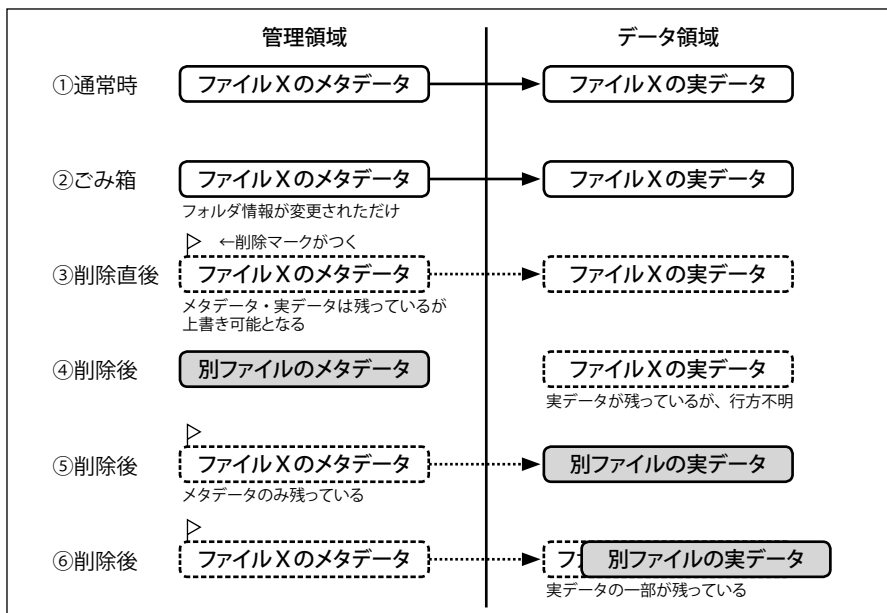 管理領域
データ領域
①通常時
ファイルXのメタデータ
ファイルXの実データ
②ごみ箱
ファイルXのメタデータ
ファイルXの実データ
フォルダ情報が変更されただけ
←削除マークがつく
③削除直後
ファイルXのメタデータ
ファイルXの実データ
メタデータ・実データは残っているが
上書き可能となる
④削除後
別ファイルのメタデータ
ファイルXの実データ
実データが残っているが、行方不明
⑤削除後
ファイルXのメタデータ
別ファイルの実データ
メタデータのみ残っている
⑥削除後
ファイルXのメタデータ
ファ
別ファイルの実データ
実データの一部が残っている